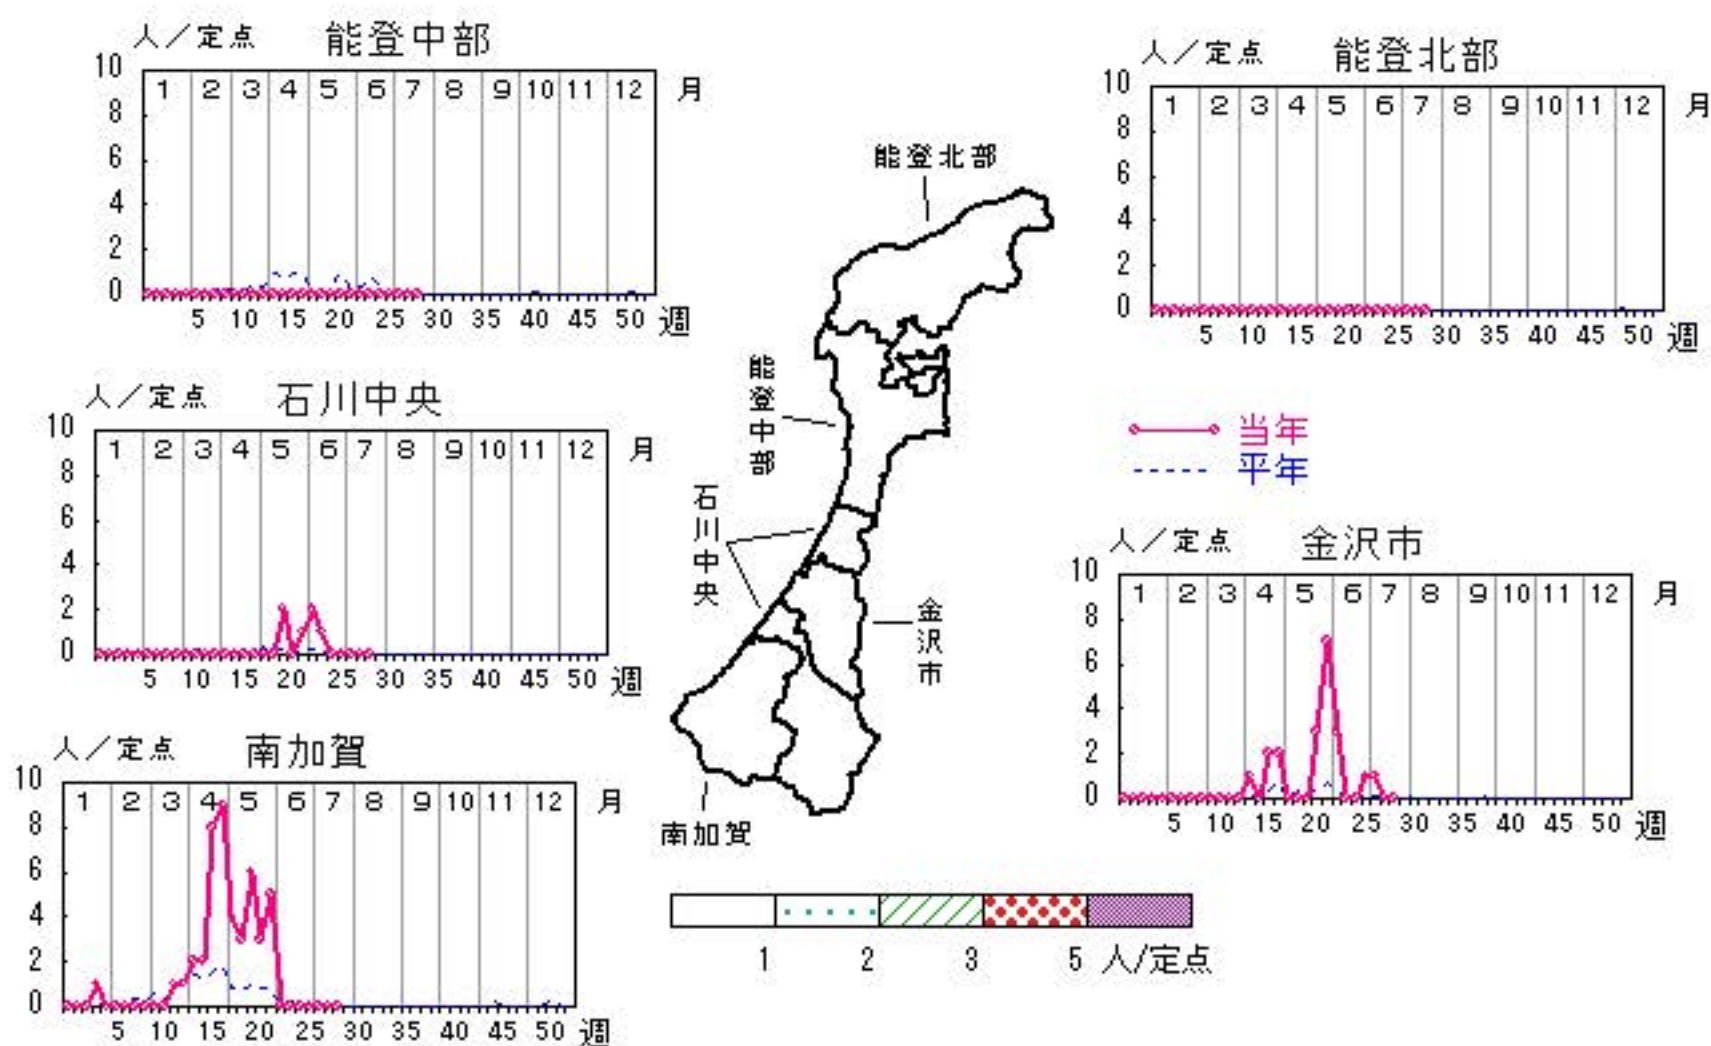 人／定点 能登中部
10 8 6 4 2 0
1 2 3 4 5 6 7 8 9 10 11 12 月
5 10 15 20 25 30 35 40 45 50 週
人／定点 能登北部
10 8 6 4 2 0
1 2 3 4 5 6 7 8 9 10 11 12 月
5 10 15 20 25 30 35 40 45 50 週
人／定点 石川中央
10 8 6 4 2 0
1 2 3 4 5 6 7 8 9 10 11 12 月
5 10 15 20 25 30 35 40 45 50 週
能登北部
能登中部
石川中央
金沢市
南加賀
当年
平年
人／定点 金沢市
10 8 6 4 2 0
1 2 3 4 5 6 7 8 9 10 11 12 月
5 10 15 20 25 30 35 40 45 50 週
人／定点 南加賀
10 8 6 4 2 0
1 2 3 4 5 6 7 8 9 10 11 12 月
5 10 15 20 25 30 35 40 45 50 週
1 2 3 5 人/定点